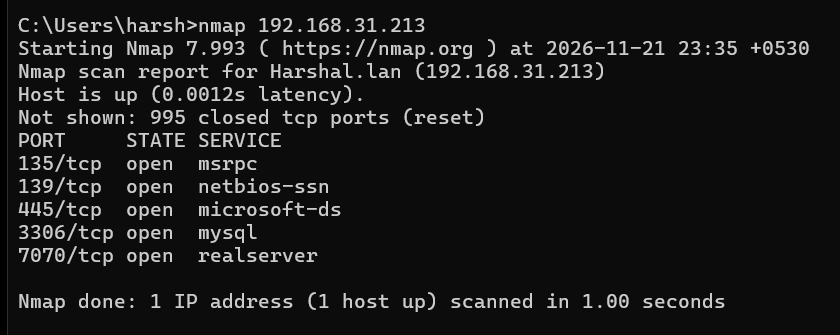 C:\Users\harsh>nmap 192.168.31.213
Starting Nmap 7.993 ( https://nmap.org ) at 2026-11-21 23:35 +0530
Nmap scan report for Harshal.lan (192.168.31.213)
Host is up (0.0012s latency).
Not shown: 995 closed tcp ports (reset)
PORT     STATE SERVICE
135/tcp  open  msrpc
139/tcp  open  netbios-ssn
445/tcp  open  microsoft-ds
3306/tcp open  mysql
7070/tcp open  realserver
Nmap done: 1 IP address (1 host up) scanned in 1.00 seconds